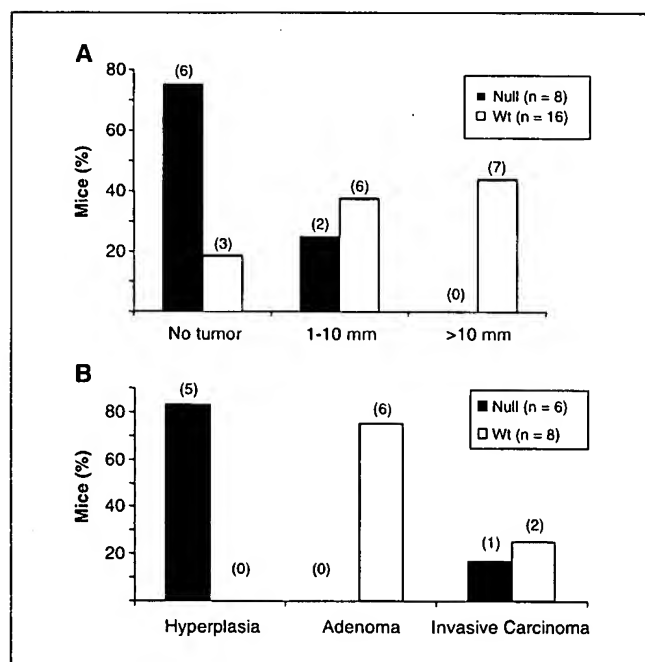 A
80
60
40
20
Mice (%)
(6)
(3)
(2)
(6)
(0)
(7)
Null (n = 8)
Wt (n = 16)
No tumor
1-10 mm
>10 mm
B
80
60
40
20
Mice (%)
(5)
(0)
(0)
(6)
(1)
(2)
Null (n = 6)
Wt (n = 8)
Hyperplasia
Adenoma
Invasive Carcinoma